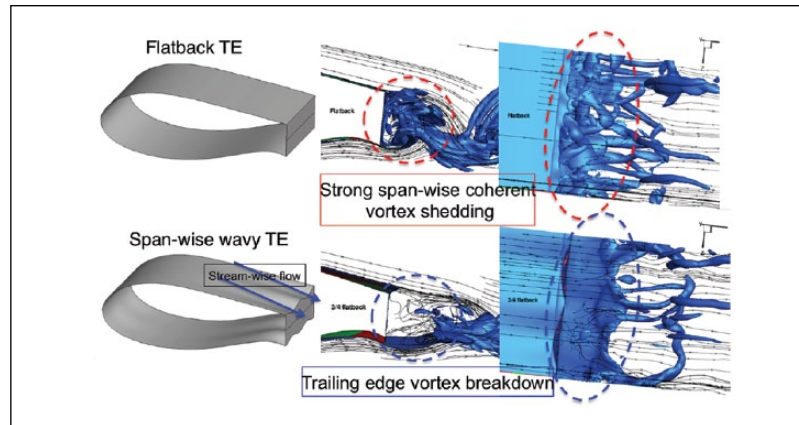 Flatback TE
Flatback
Flatback
Strong span-wise coherent
vortex shedding
Span-wise wavy TE
Stream-wise flow
3/4 flatback
3/4 flatback
Trailing edge vortex breakdown